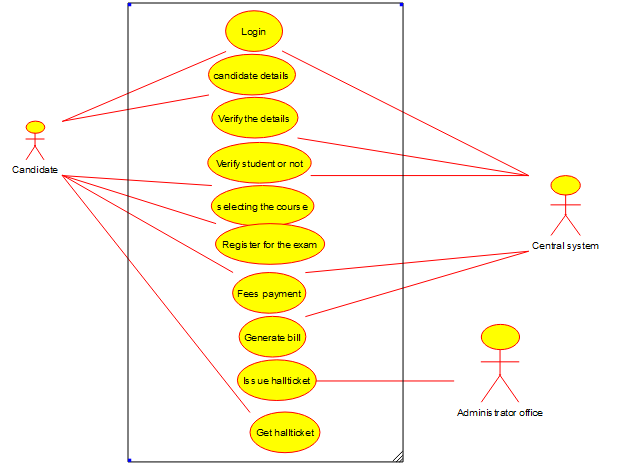 Login
candidate details
Verify the details
Candidate
Verify student or not
selecting the course
Register for the exam
Central system
Fees payment
Generate bill
Issue hallticket
Administrator office
Get hallticket